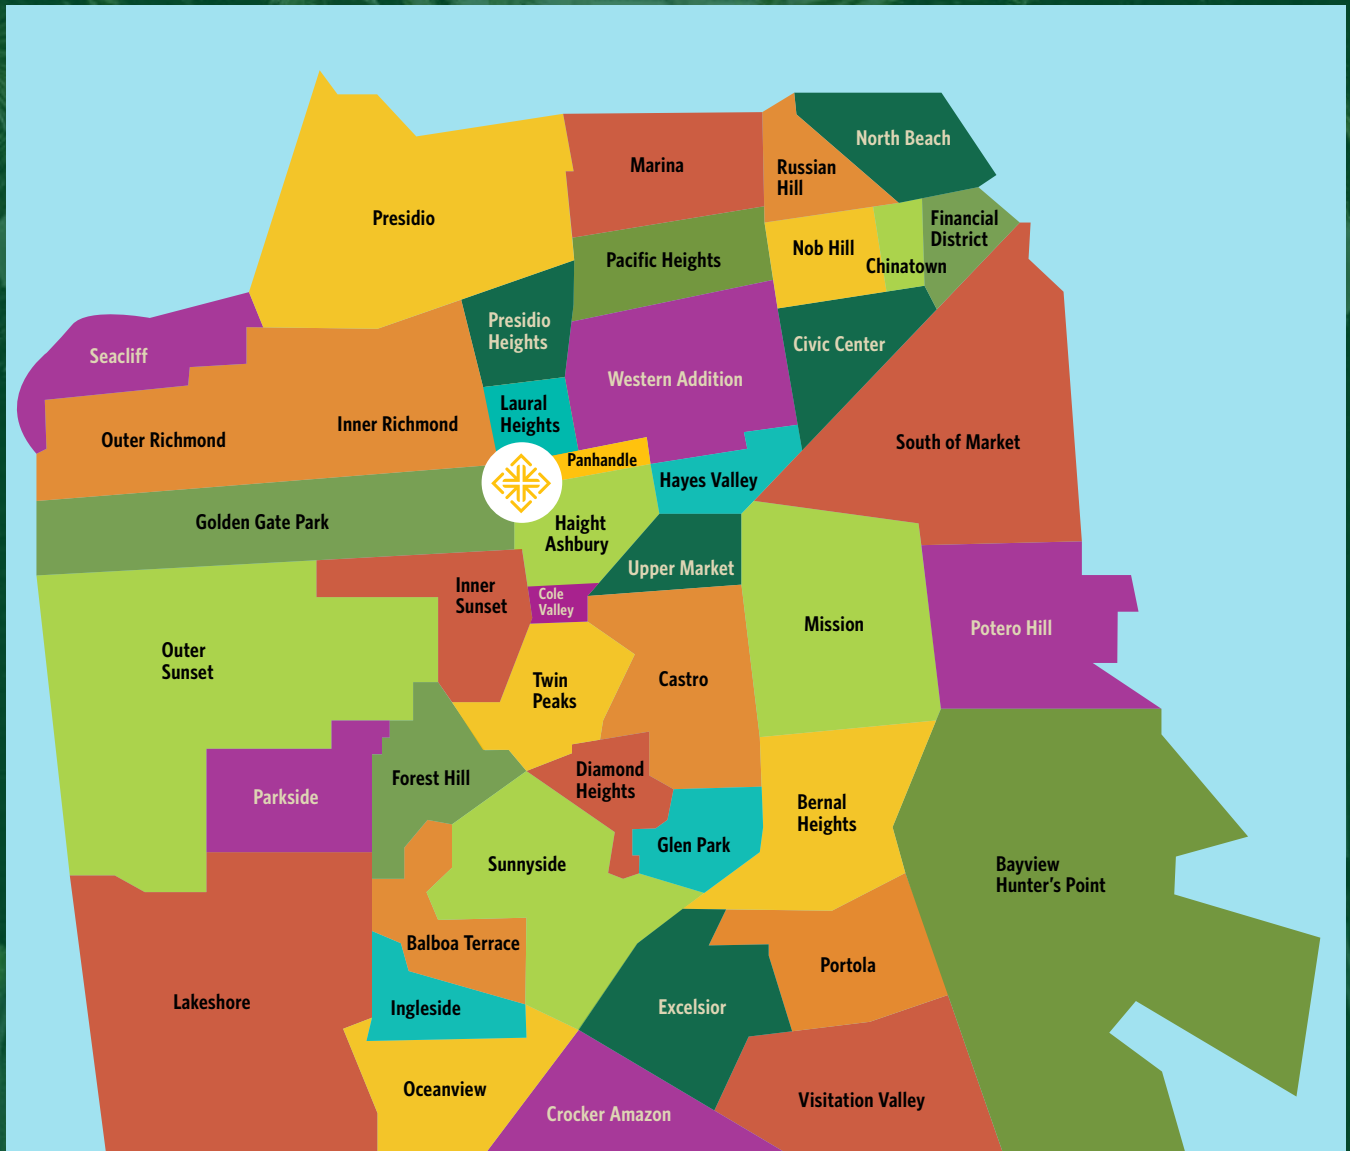 North Beach
Marina
Russian
Hill
Presidio
Financial
District
Nob Hill
Pacific Heights
Chinatown
Presidio
Heights
Civic Center
Seacliff
Western Addition
Laural
Heights
Inner Richmond
Outer Richmond
South of Market
Panhandle
Hayes Valley
Golden Gate Park
Haight
Ashbury
Upper Market
Inner
Sunset
Cole
Valley
Mission
Potero Hill
Outer
Sunset
Twin
Peaks
Castro
Diamond
Heights
Forest Hill
Parkside
Bernal
Heights
Glen Park
Sunnyside
Bayview
Hunter's Point
Balboa Terrace
Portola
Lakeshore
Ingleside
Excelsior
Oceanview
Visitation Valley
Crocker Amazon